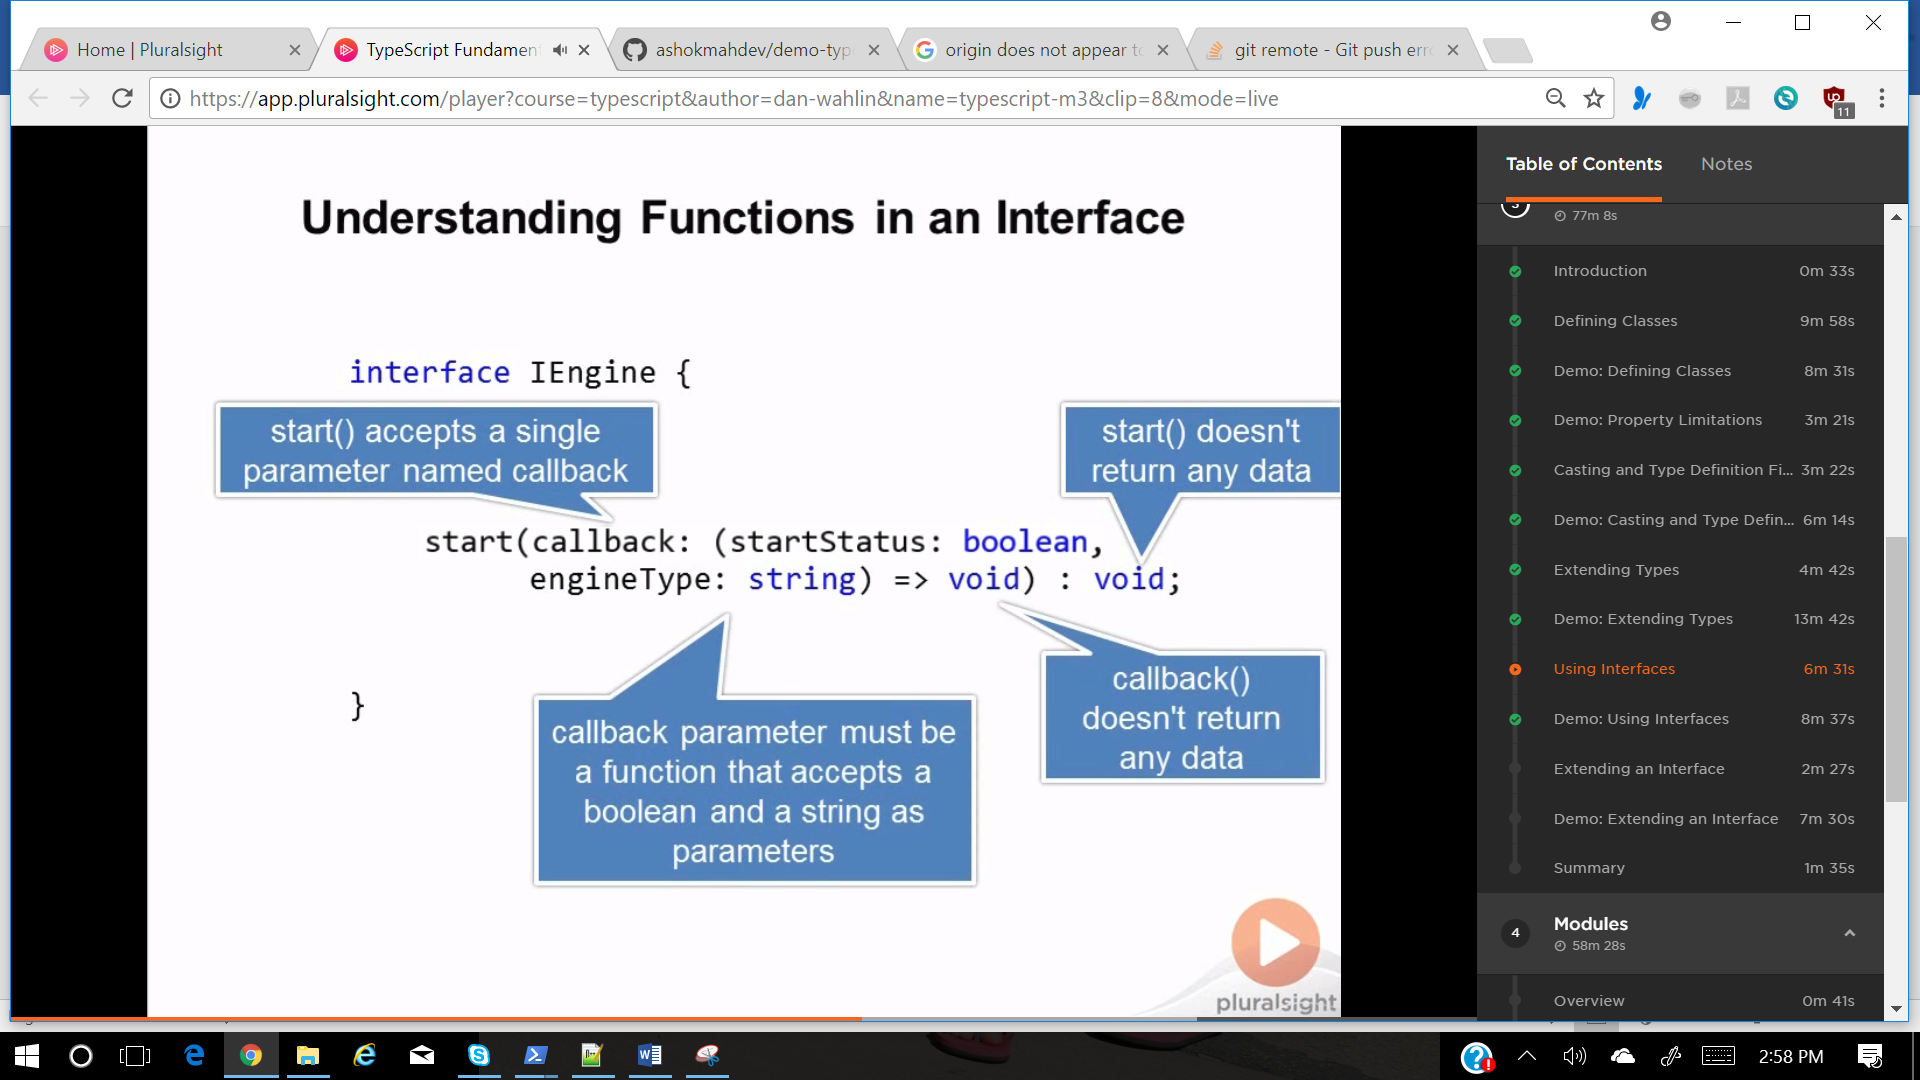 Home | Pluralsight
TypeScript Fundamen
ashokmahdev/demo-typ
origin does not appear to
git remote - Git push erro
https://app.pluralsight.com/player?course=typescript&author=dan-wahlin&name=typescript-m3&clip=8&mode=live
11
Understanding Functions in an Interface
interface IEngine {
start() accepts a single
parameter named callback
start() doesn't
return any data
start(callback: (startStatus: boolean,
engineType: string) => void) : void;
}
callback parameter must be
a function that accepts a
boolean and a string as
parameters
callback()
doesn't return
any data
pluralsight
Table of Contents
Notes
77m 8s
Introduction 0m 33s
Defining Classes 9m 58s
Demo: Defining Classes 8m 31s
Demo: Property Limitations 3m 21s
Casting and Type Definition Fi... 3m 22s
Demo: Casting and Type Defin... 6m 14s
Extending Types 4m 42s
Demo: Extending Types 13m 42s
Using Interfaces 6m 31s
Demo: Using Interfaces 8m 37s
Extending an Interface 2m 27s
Demo: Extending an Interface 7m 30s
Summary 1m 35s
4 Modules
58m 28s
Overview 0m 41s
2:58 PM